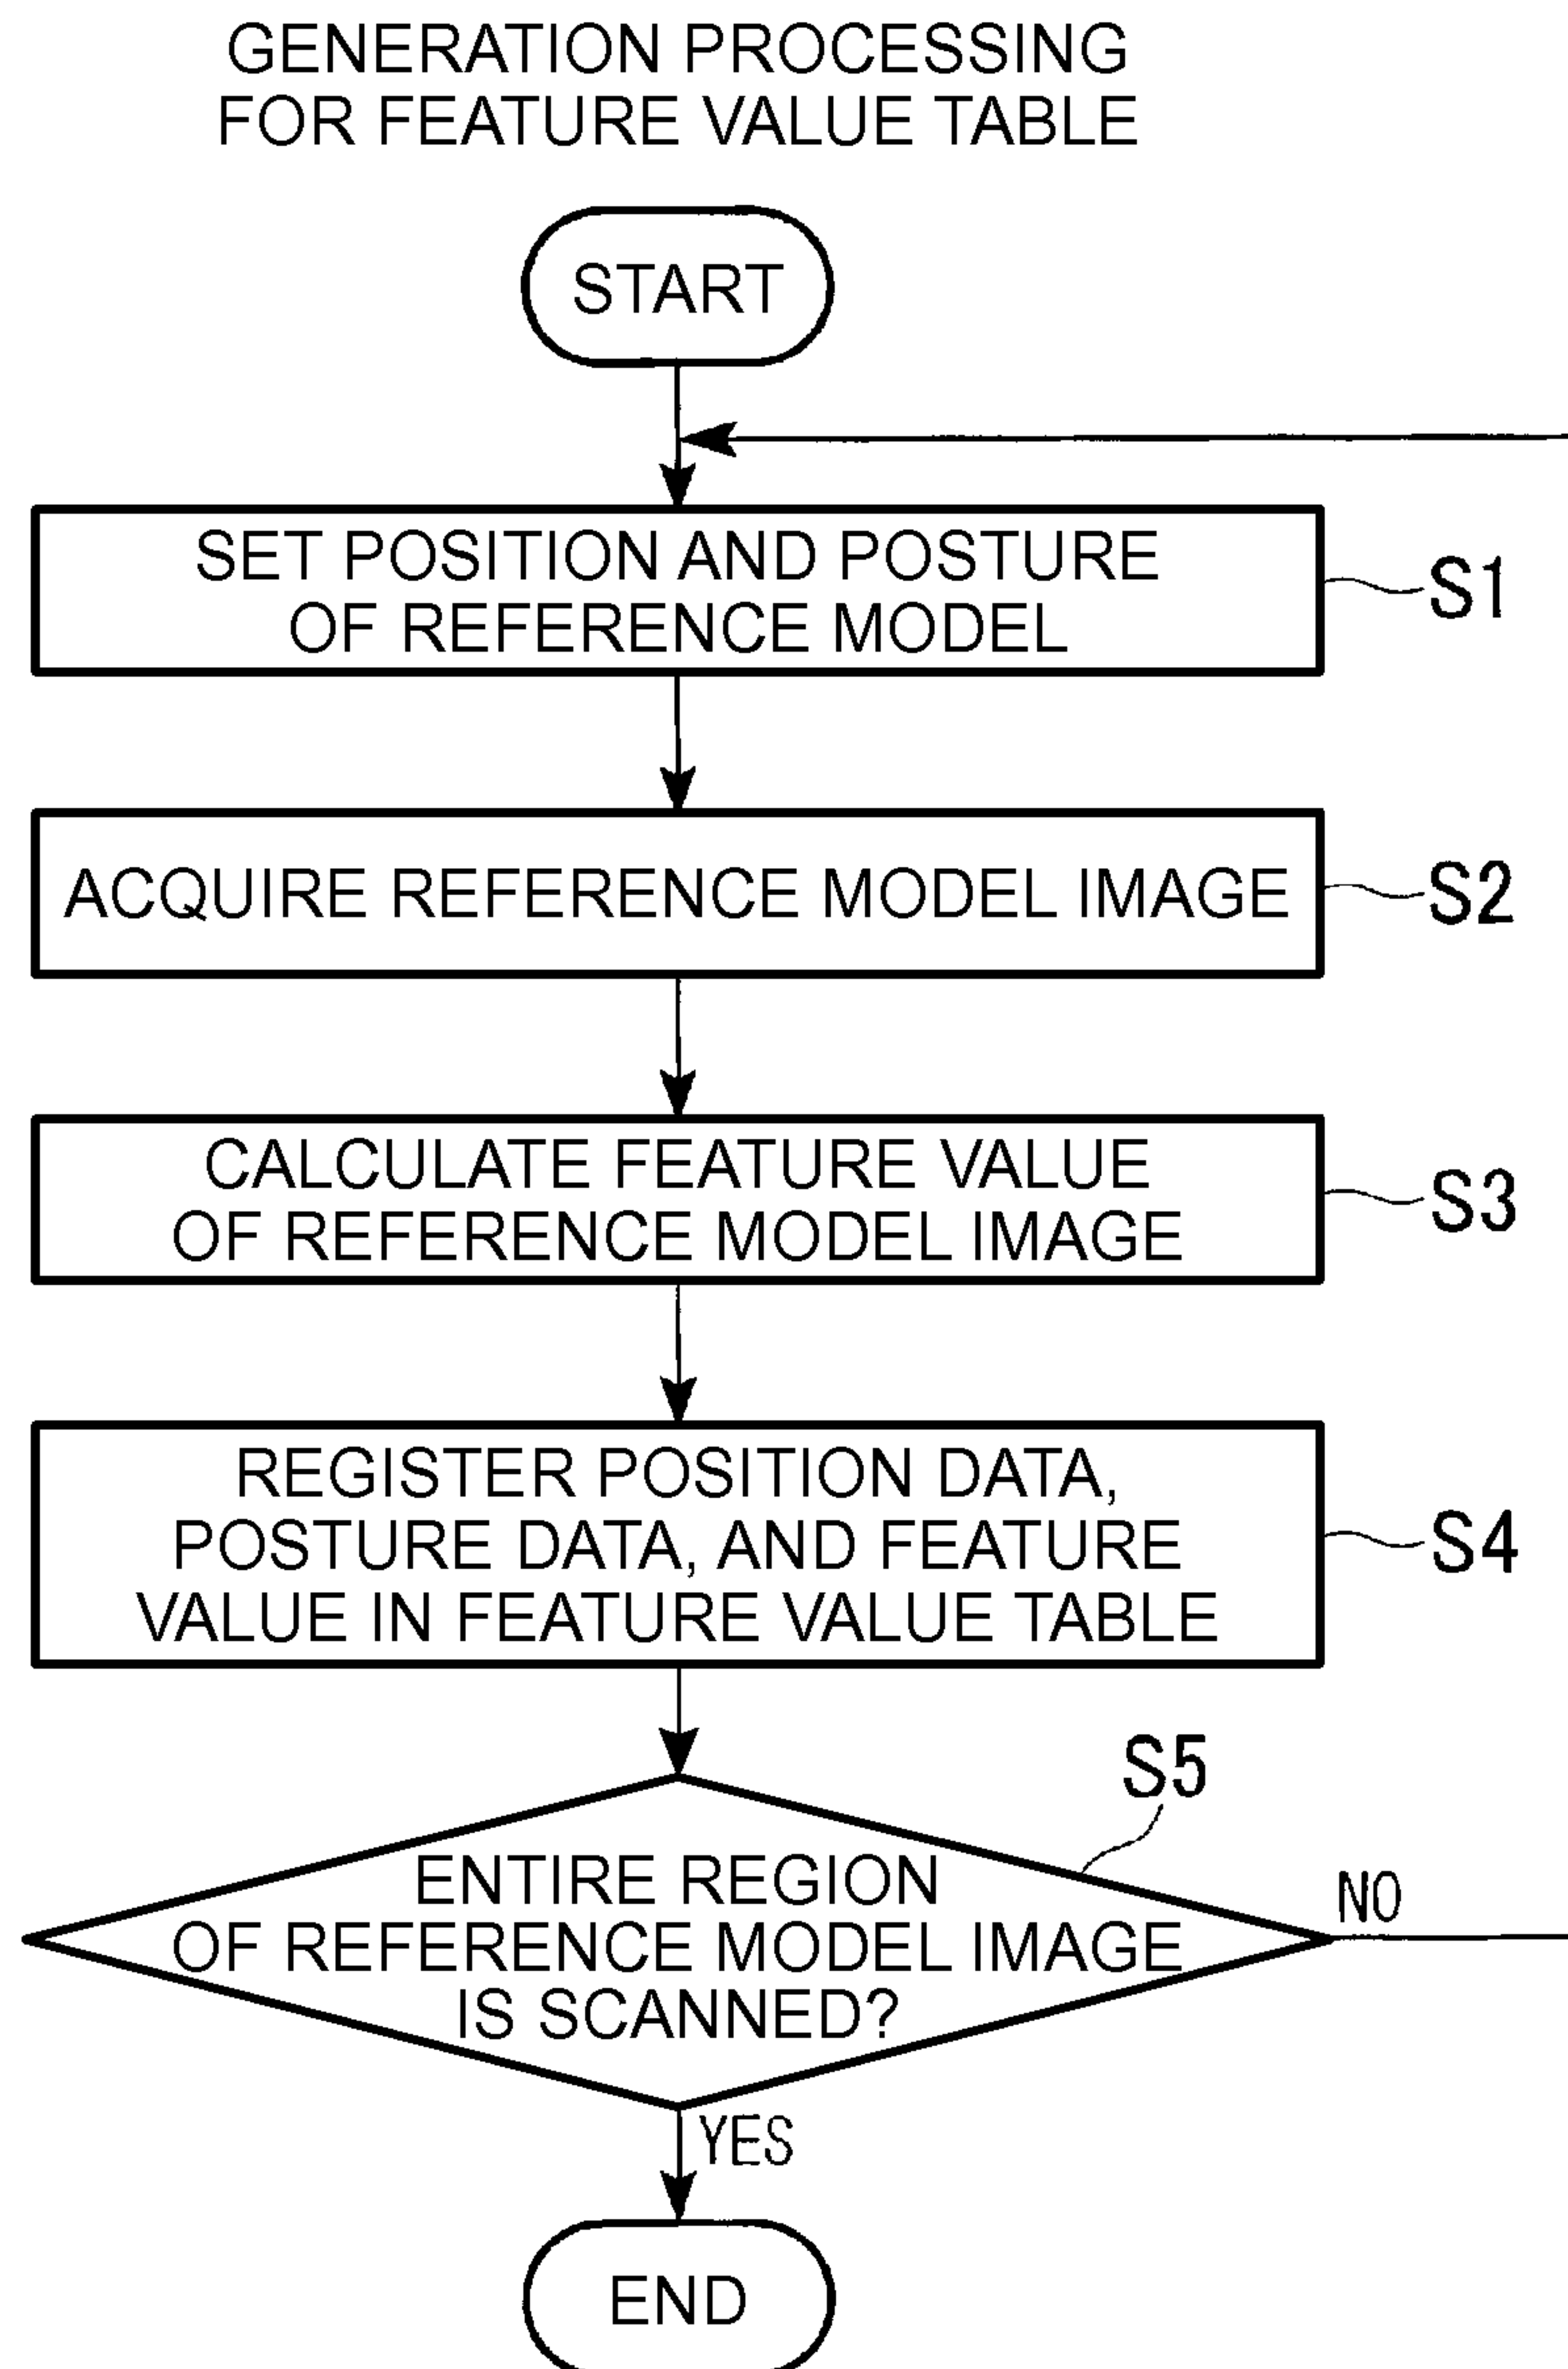 GENERATION PROCESSING
FOR FEATURE VALUE TABLE
START
SET POSITION AND POSTURE
OF REFERENCE MODEL
S1
ACQUIRE REFERENCE MODEL IMAGE
S2
CALCULATE FEATURE VALUE
OF REFERENCE MODEL IMAGE
S3
REGISTER POSITION DATA,
POSTURE DATA, AND FEATURE
VALUE IN FEATURE VALUE TABLE
S4
S5
ENTIRE REGION
OF REFERENCE MODEL IMAGE
IS SCANNED?
NO
YES
END